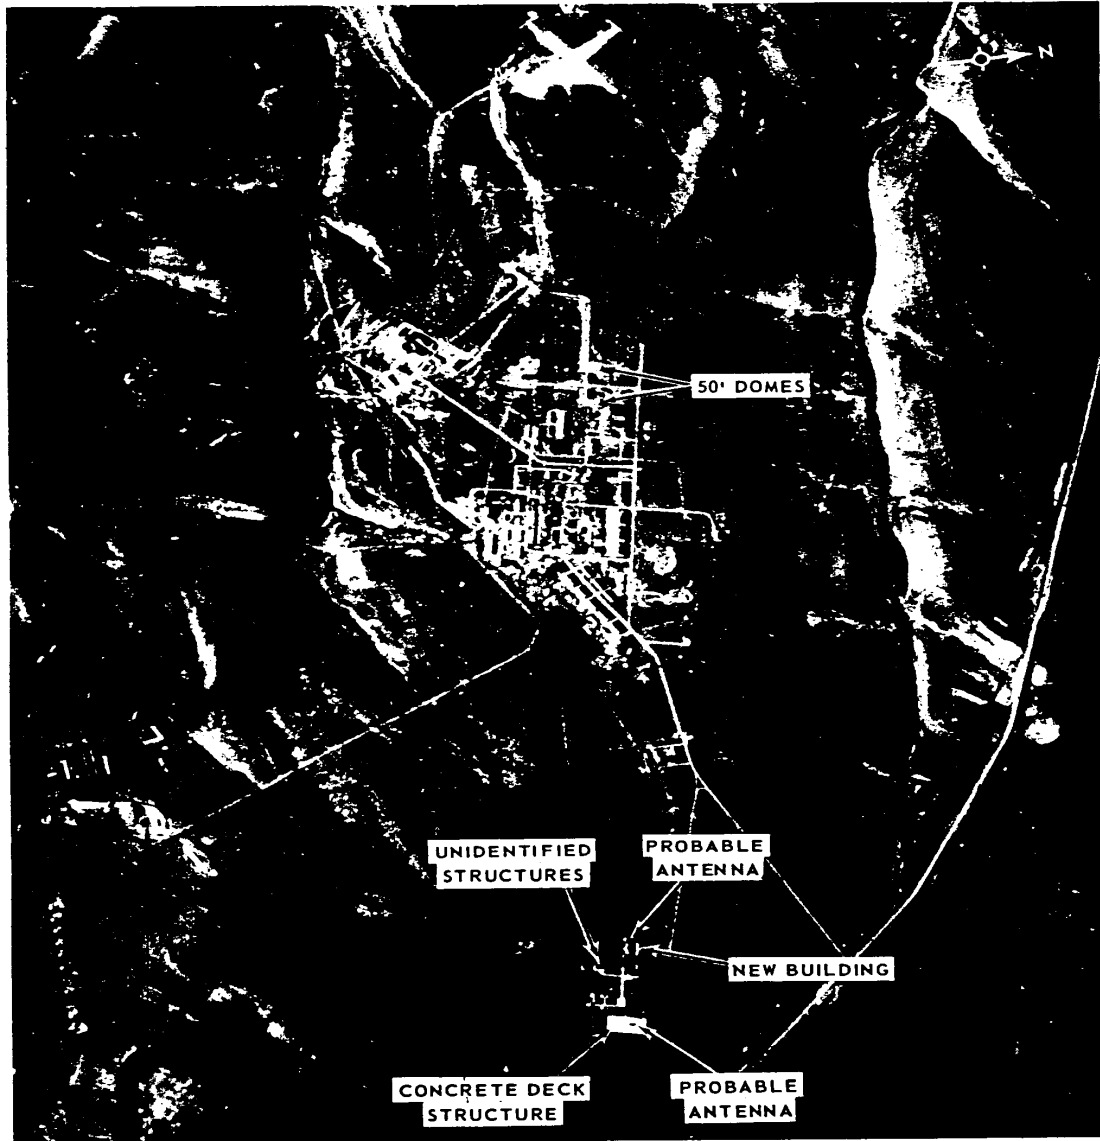 N
50' DOMES
UNIDENTIFIED
STRUCTURES
PROBABLE
ANTENNA
NEW BUILDING
CONCRETE DECK
STRUCTURE
PROBABLE
ANTENNA